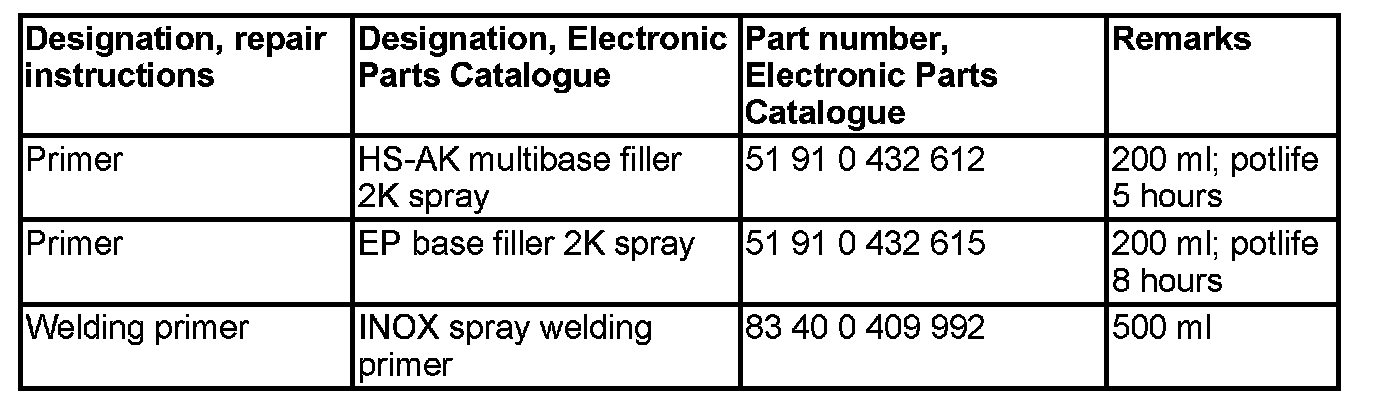 Designation, repair instructions
Designation, Electronic Parts Catalogue
Part number, Electronic Parts Catalogue
Remarks
Primer
HS-AK multibase filler 2K spray
51 91 0 432 612
200 ml; potlife 5 hours
Primer
EP base filler 2K spray
51 91 0 432 615
200 ml; potlife 8 hours
Welding primer
INOX spray welding primer
83 40 0 409 992
500 ml